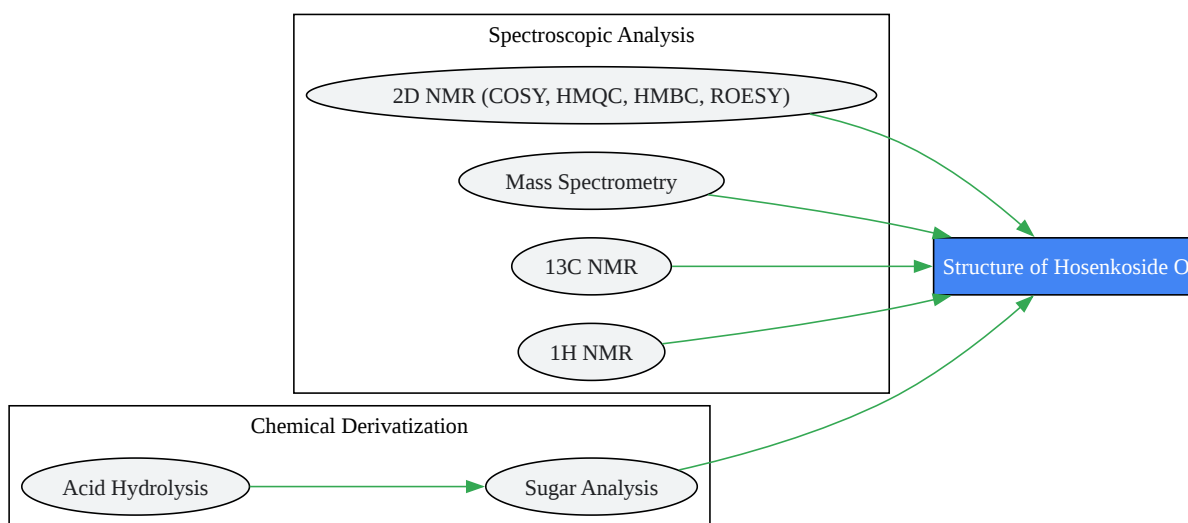 Spectroscopic Analysis
2D NMR (COSY, HMQC, HMBC, ROESY)
Mass Spectrometry
13C NMR
Structure of Hosenkoside O
1H NMR
Chemical Derivatization
Acid Hydrolysis
Sugar Analysis